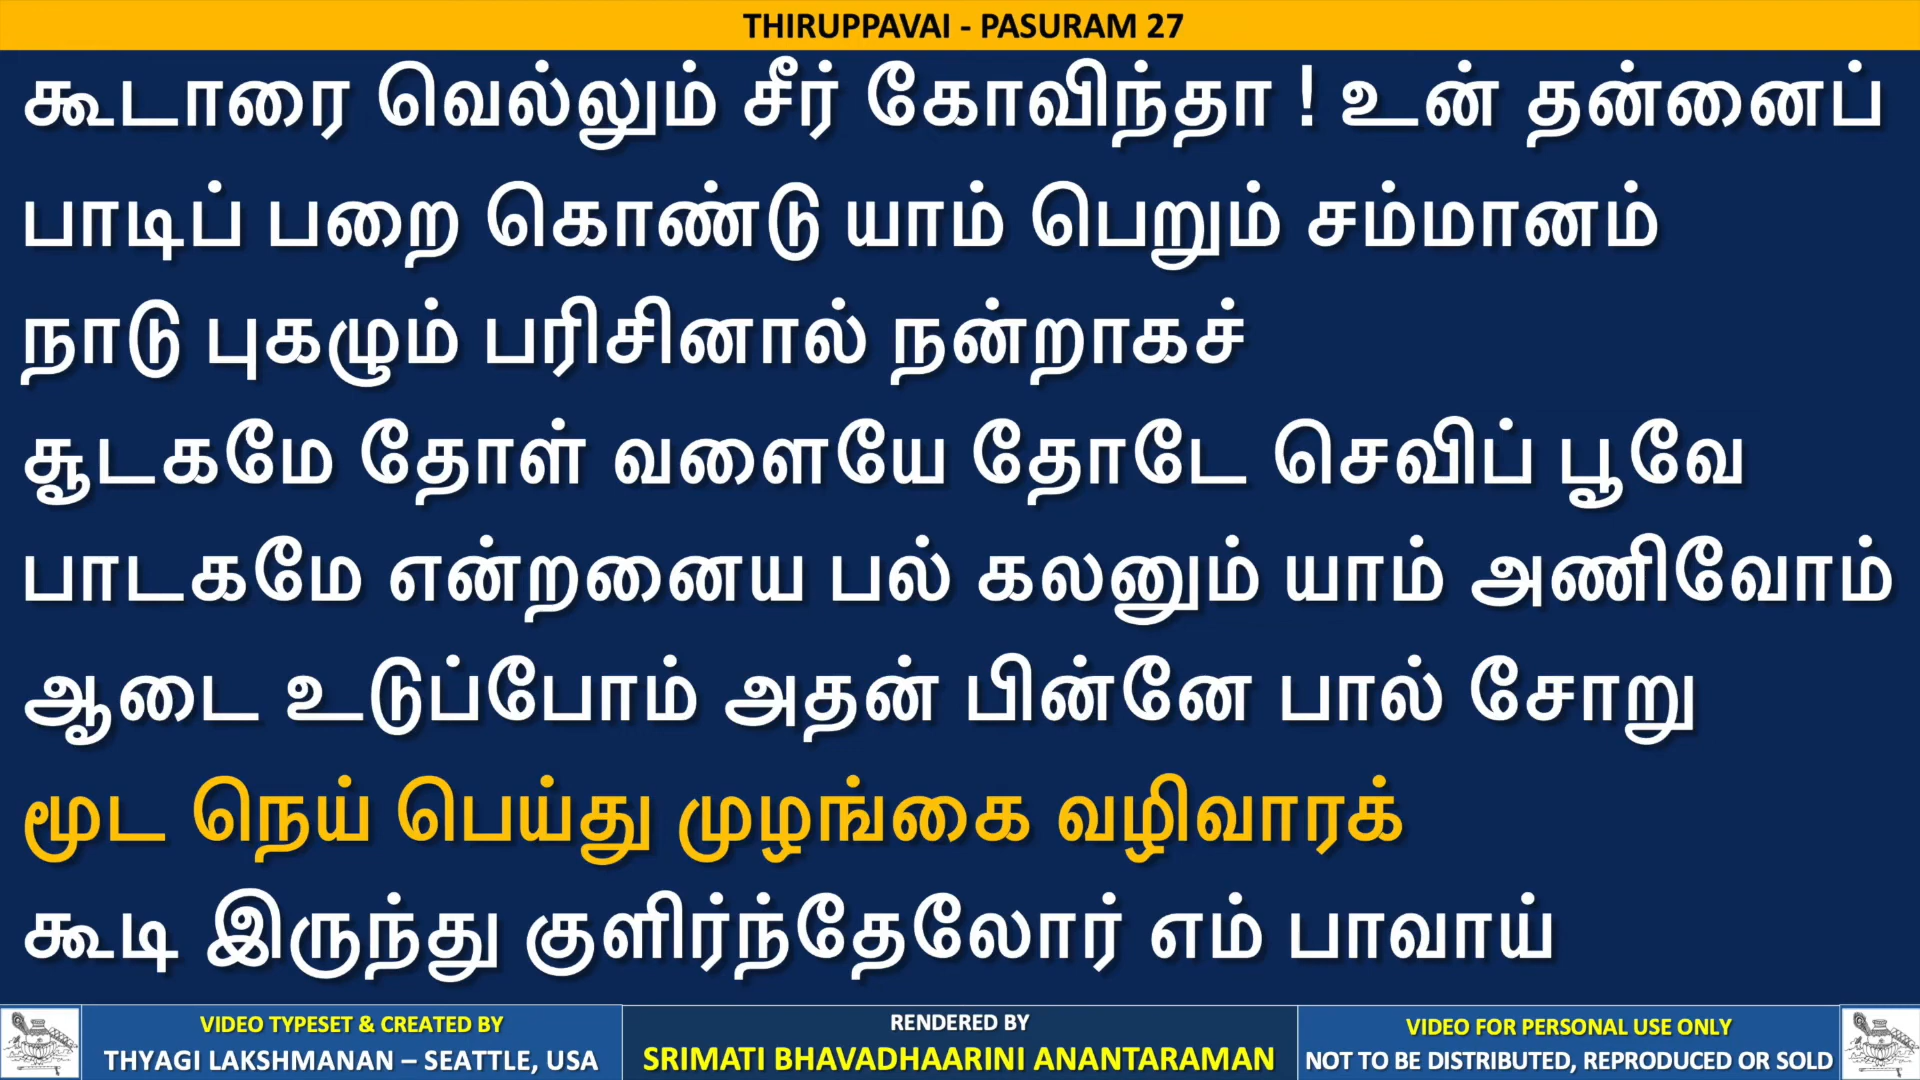 THIRUPPAVAI - PASURAM 27
கூடாரை வெல்லும் சீர் கோவிந்தா ! உன் தன்னைப்
பாடிப் பறை கொண்டு யாம் பெறும் சம்மானம்
நாடு புகழும் பரிசினால் நன்றாகச்
சூடகமே தோள் வளையே தோடே செவிப் பூவே
பாடகமே என்றனைய பல் கலனும் யாம் அணிவோம்
ஆடை உடுப்போம் அதன் பின்னே பால் சோறு
மூட நெய் பெய்து முழங்கை வழிவாரக்
கூடி இருந்து குளிர்ந்தேலோர் எம் பாவாய்
VIDEO TYPESET & CREATED BY
THYAGI LAKSHMANAN – SEATTLE, USA
RENDERED BY
SRIMATI BHAVADHAARINI ANANTARAMAN
VIDEO FOR PERSONAL USE ONLY
NOT TO BE DISTRIBUTED, REPRODUCED OR SOLD